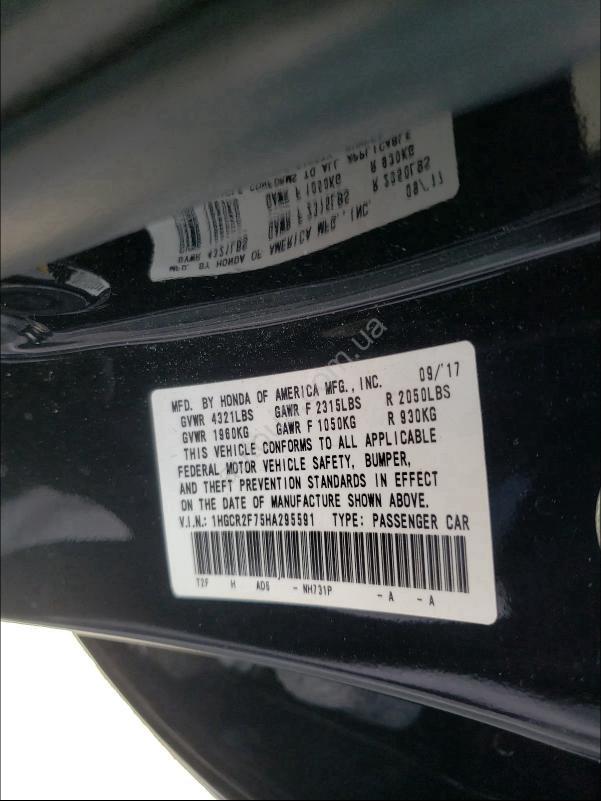 MFD. BY HONDA OF AMERICA MFG., INC. 09/17
GVWR 4321LBS GAWR F 2315LBS R 2050LBS
GVWR 1960KG GAWR F 1050KG R 930KG
THIS VEHICLE CONFORMS TO ALL APPLICABLE
FEDERAL MOTOR VEHICLE SAFETY, BUMPER,
AND THEFT PREVENTION STANDARDS IN EFFECT
ON THE DATE OF MANUFACTURE SHOWN ABOVE.
V.I.N.: 1HGCR2F75HA295591 TYPE: PASSENGER CAR
T2F H AD6 - NH731P - A - A